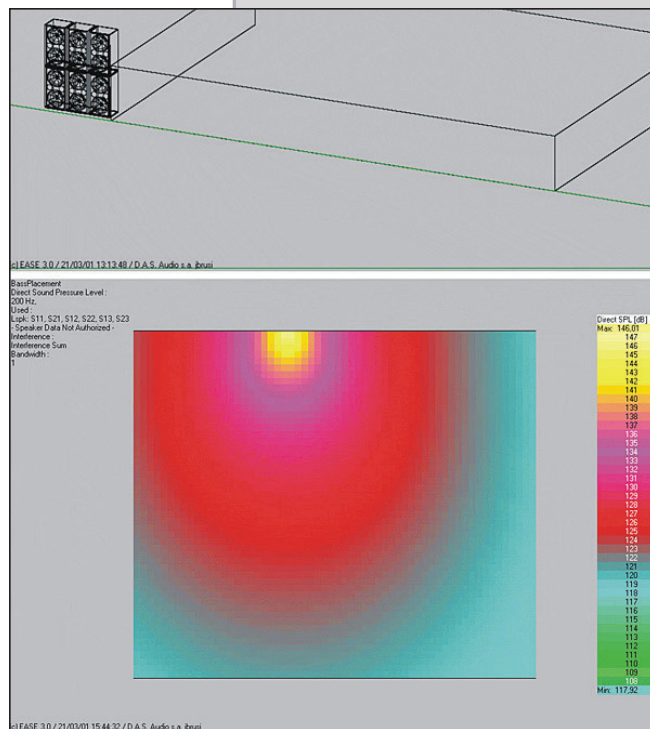 (c) EASE 3.0 / 21/03/01 13:13:48 / D.A.S. Audio s.a. jbrusi
BassPlacement
Direct Sound Pressure Level :
200 Hz,
Used :
Lspk: S11, S21, S12, S22, S13, S23
- Speaker Data Not Authorized -
Interference :
Interference Sum
Bandwidth :
1
Direct SPL [dB]
Max: 146,01
147
146
145
144
143
142
141
140
139
138
137
136
135
134
133
132
131
130
129
128
127
126
125
124
123
122
121
120
119
118
117
116
115
114
113
112
111
110
109
108
Min: 117,92
(c) EASE 3.0 / 21/03/01 15:44:32 / D.A.S. Audio s.a. jbrusi